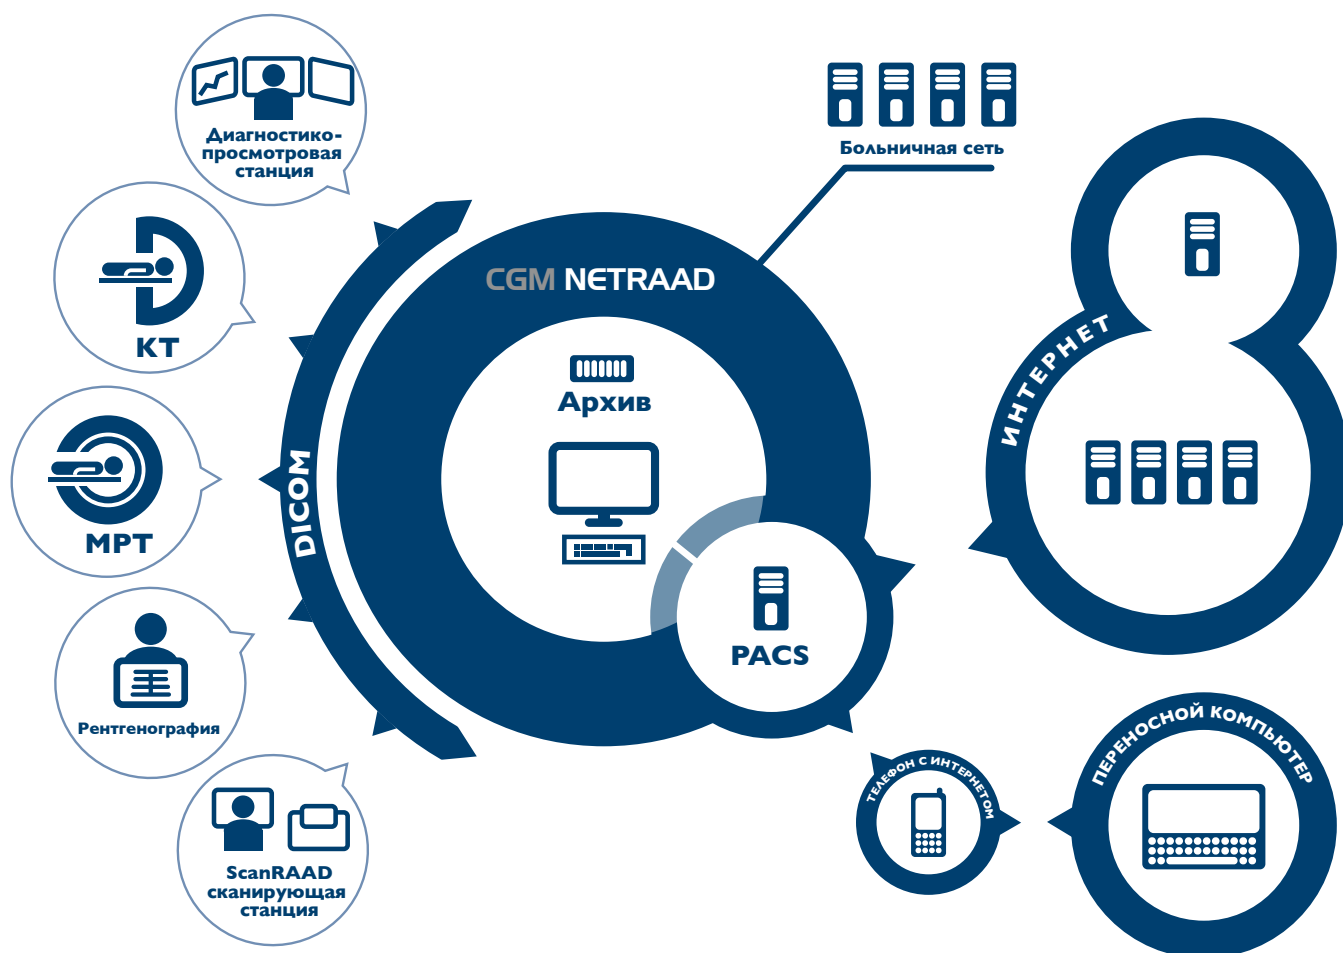 Диагностико-
просмотровая
станция
Больничная сеть
КТ
CGM NETRAAD
ИНТЕРНЕТ
Архив
МРТ
DICOM
PACS
Рентгенография
ТЕЛЕФОН С ИНТЕРНЕТОМ
ПЕРЕНОСНОЙ КОМПЬЮТЕР
ScanRAAD
сканирующая
станция